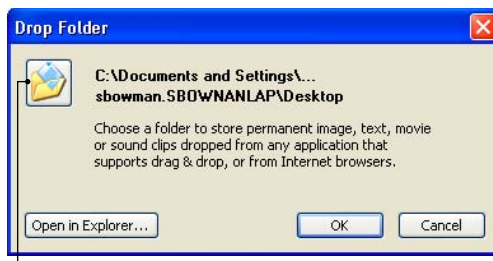 Drop Folder
C:\Documents and Settings\...
sbowman.SBOWNANLAP\Desktop
Choose a folder to store permanent image, text, movie
or sound clips dropped from any application that
supports drag & drop, or from Internet browsers.
Open in Explorer...
OK
Cancel